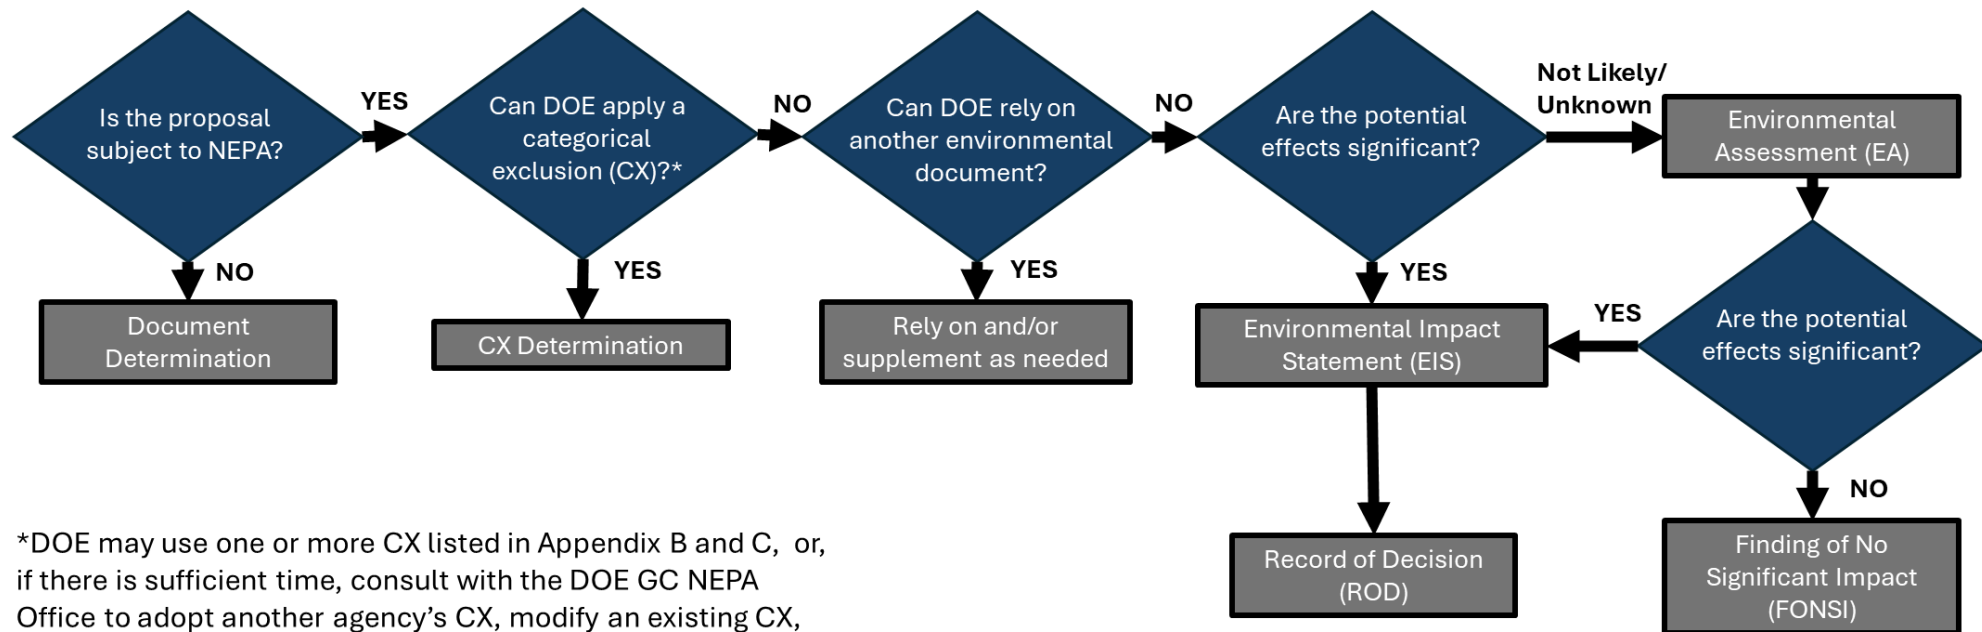 Is the proposal
subject to NEPA?
YES
NO
Document
Determination
Can DOE apply a
categorical
exclusion (CX)?*
NO
YES
CX Determination
Can DOE rely on
another environmental
document?
NO
YES
Rely on and/or
supplement as needed
Are the potential
effects significant?
Not Likely/
Unknown
YES
Environmental
Assessment (EA)
Environmental Impact
Statement (EIS)
Are the potential
effects significant?
YES
NO
Record of Decision
(ROD)
Finding of No
Significant Impact
(FONSI)
*DOE may use one or more CX listed in Appendix B and C, or,
if there is sufficient time, consult with the DOE GC NEPA
Office to adopt another agency’s CX, modify an existing CX,